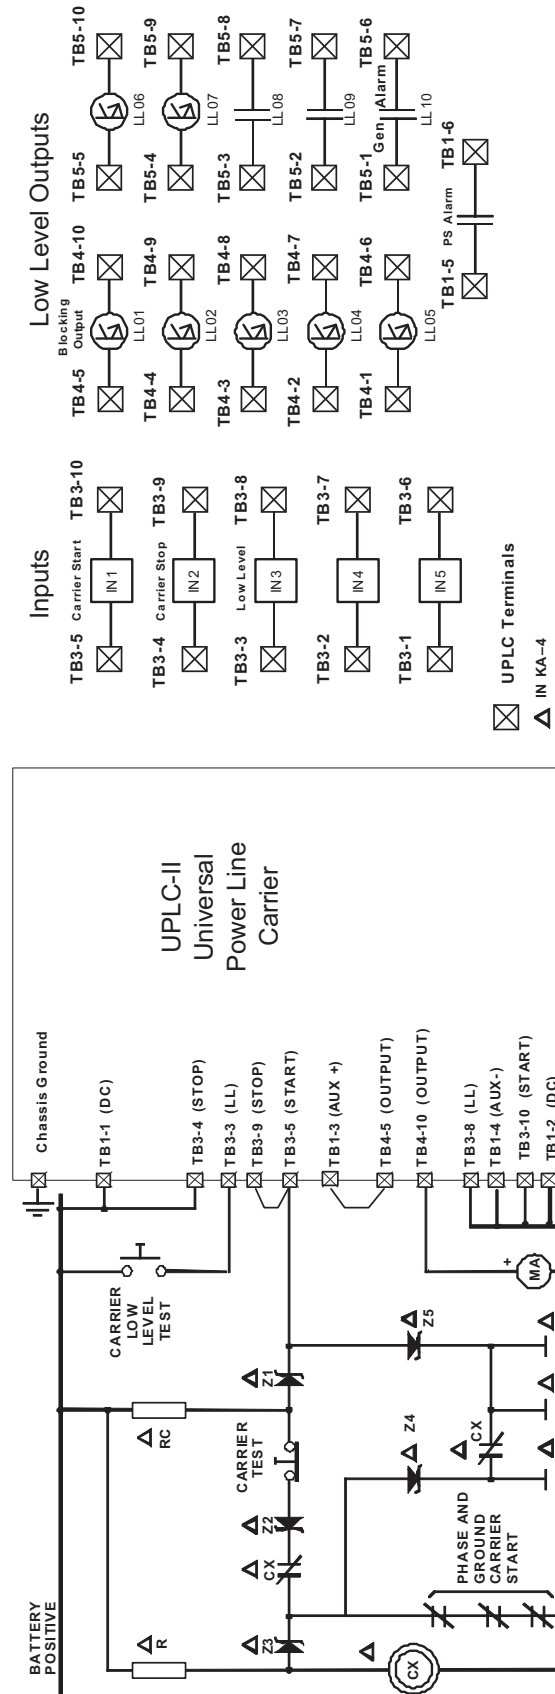 Low Level Outputs
Blocking
Output
TB4-5
TB4-10
LL01
TB4-4
TB4-9
LL02
TB4-3
TB4-8
LL03
TB4-2
TB4-7
LL04
TB4-1
TB4-6
LL05
TB5-5
TB5-10
LL06
TB5-4
TB5-9
LL07
TB5-3
TB5-8
LL08
TB5-2
TB5-7
LL09
TB5-1
Gen Alarm
TB5-6
LL10
TB1-5
PS Alarm
TB1-6
Inputs
TB3-5
Carrier Start
TB3-10
IN1
TB3-4
Carrier Stop
TB3-9
IN2
TB3-3
Low Level
TB3-8
IN3
TB3-2
TB3-7
IN4
TB3-1
TB3-6
IN5
UPLC Terminals
IN KA–4
UPLC-II
Universal
Power Line
Carrier
Chassis Ground
TB1-1 (DC)
TB3-4 (STOP)
TB3-3 (LL)
TB3-9 (STOP)
TB3-5 (START)
TB1-3 (AUX +)
TB4-5 (OUTPUT)
TB4-10 (OUTPUT)
TB3-8 (LL)
TB1-4 (AUX-)
TB3-10 (START)
TB1-2 (DC)
BATTERY
POSITIVE
CARRIER
LOW
LEVEL
TEST
RC
R
Z1
CARRIER
TEST
Z2
CX
Z3
CX
Z5
Z4
CX
+
MA
PHASE AND
GROUND
CARRIER
START